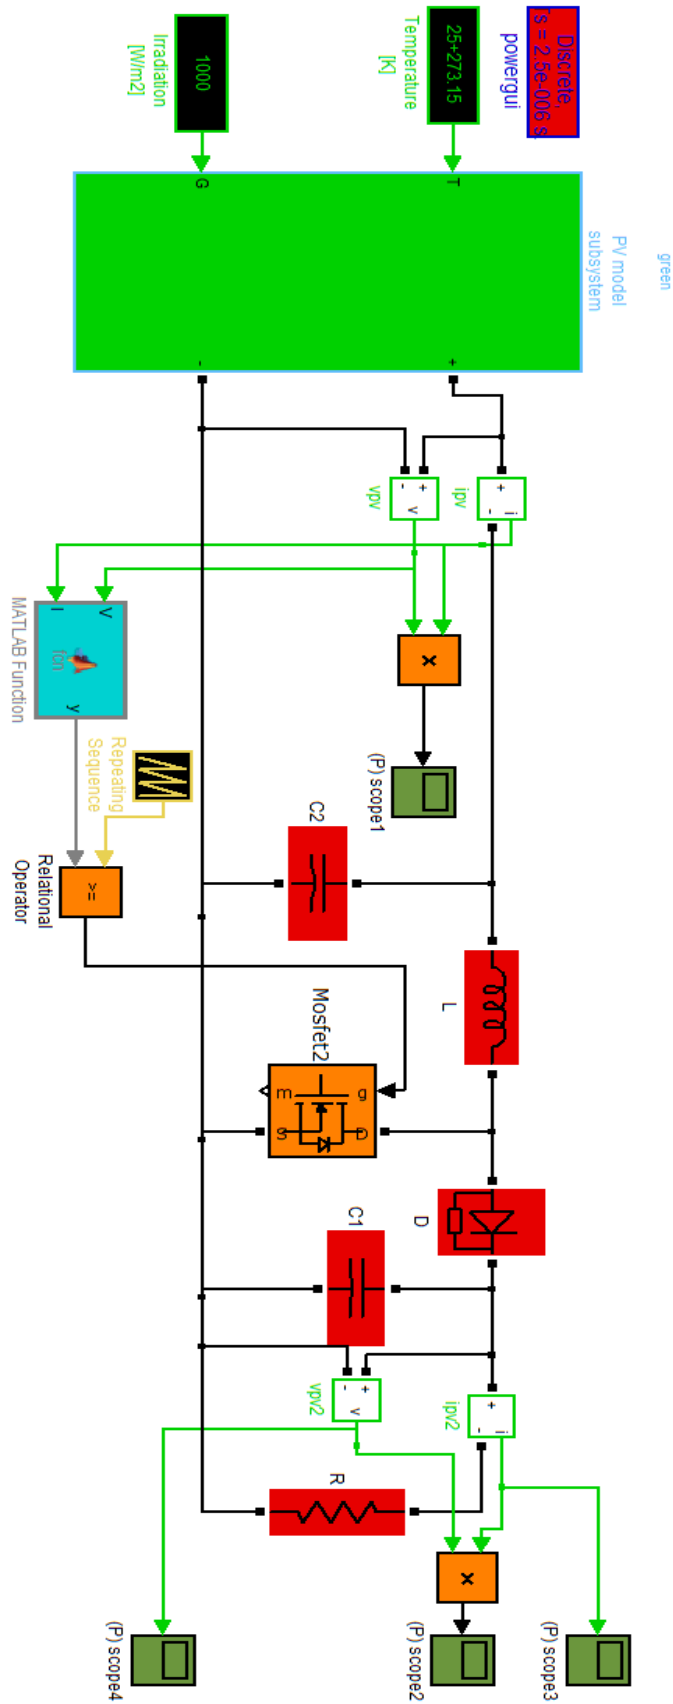 Discrete,
s = 2.5e-006 s
powergui
25+273.15
Temperature
[K]
1000
Irradiation
[W/m2]
green
PV model
subsystem
T
G
+
-
+
i
-
ipv
+
v
-
vpv
x
(P) scope1
V
I
fcn
y
MATLAB Function
Repeating
Sequence
>=
Relational
Operator
C2
L
Mosfet2
g
m
D
S
D
C1
+
v
-
vpv2
+
i
-
ipv2
R
x
(P) scope3
(P) scope2
(P) scope4